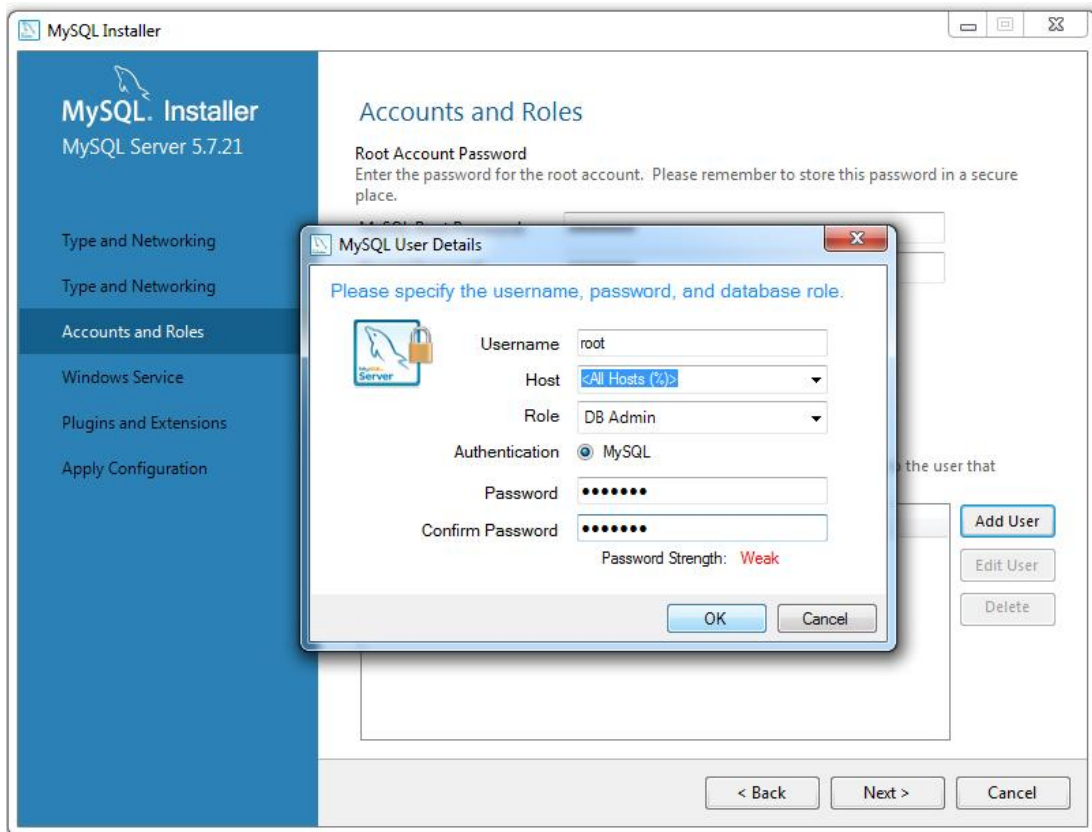 MySQL Installer
MySQL. Installer
MySQL Server 5.7.21
Type and Networking
Type and Networking
Accounts and Roles
Windows Service
Plugins and Extensions
Apply Configuration
Accounts and Roles
Root Account Password
Enter the password for the root account. Please remember to store this password in a secure
place.
MySQL User Details
Please specify the username, password, and database role.
MySQL
Server
Username root
Host <All Hosts (%)>
Role DB Admin
Authentication MySQL
Password •••••••
Confirm Password •••••••
Password Strength: Weak
OK Cancel
the user that
Add User
Edit User
Delete
< Back Next > Cancel